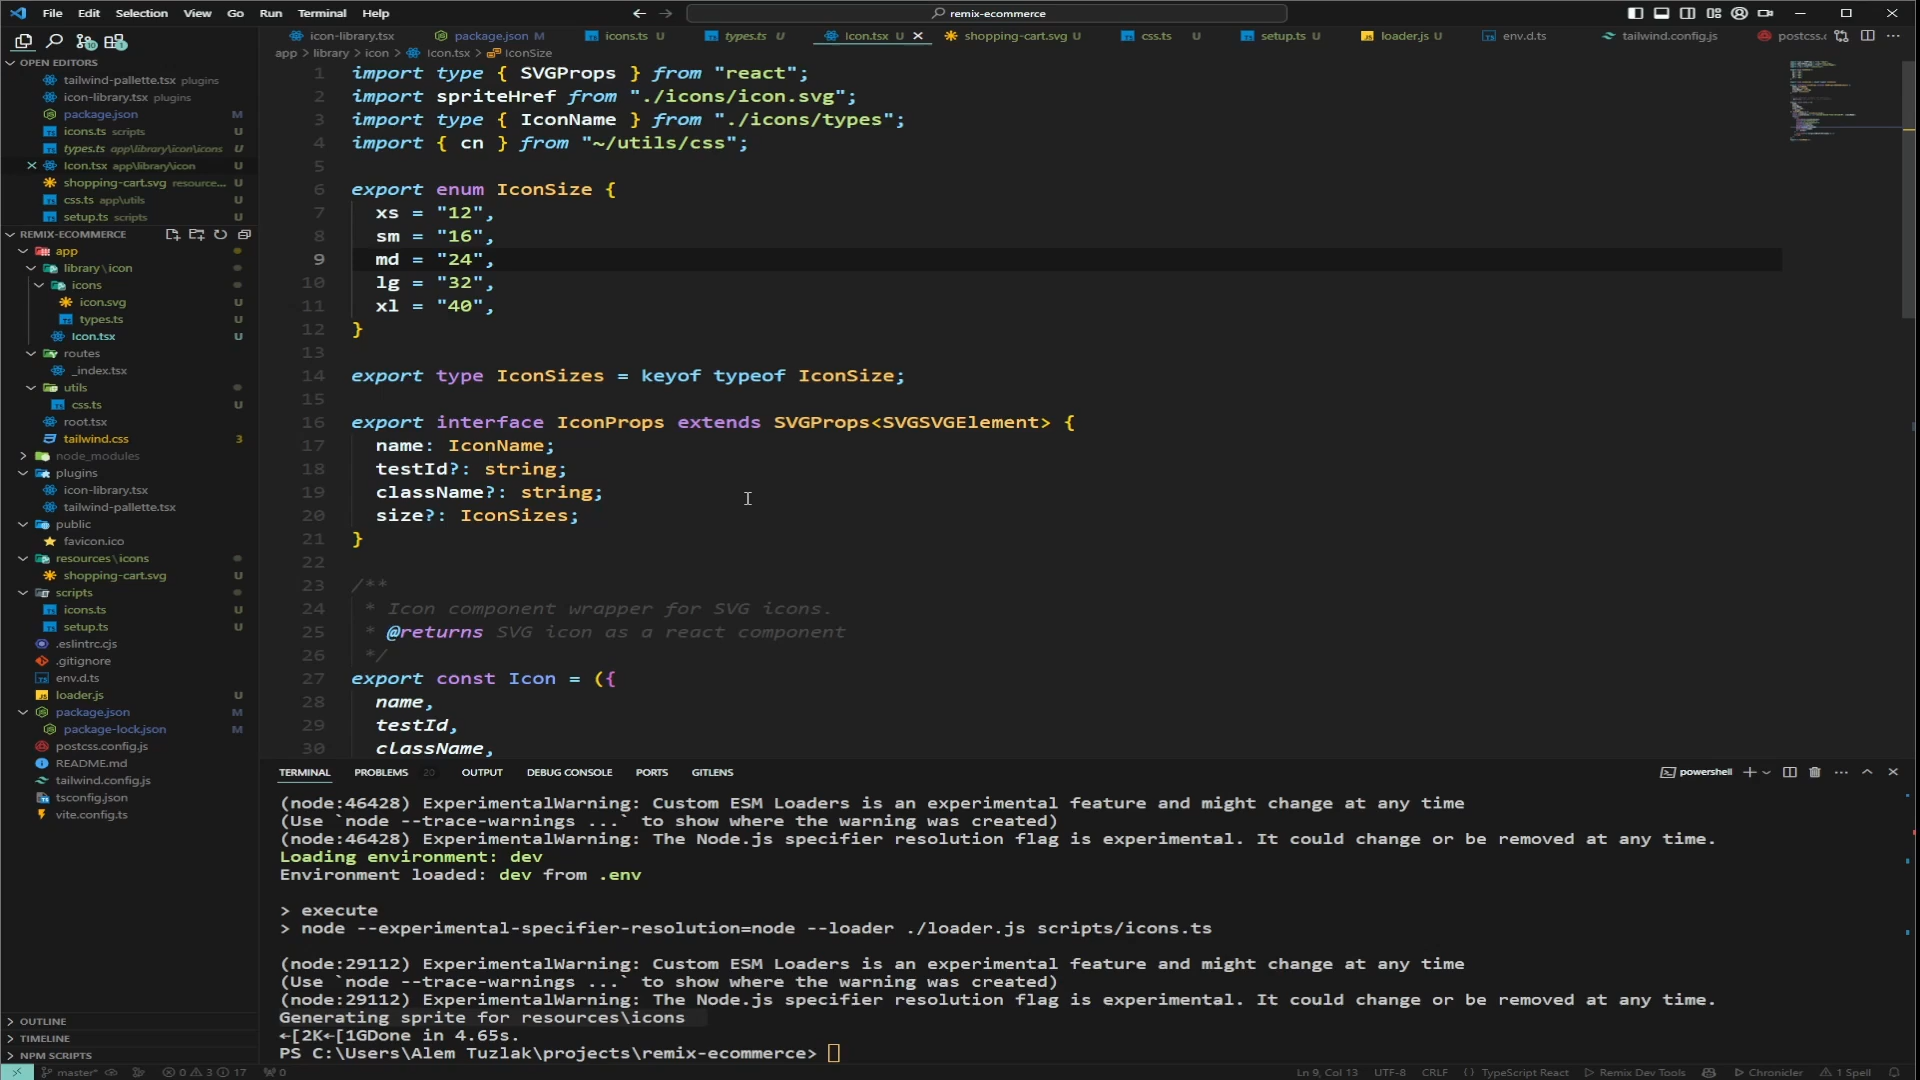 File Edit Selection View Go Run Terminal Help
remix-ecommerce
icon-library.tsx package.json M icons.ts U types.ts U Icon.tsx U shopping-cart.svg U css.ts U setup.ts U loader.js U env.d.ts tailwind.config.js postcss.c
app > library > icon > Icon.tsx > IconSize
OPEN EDITORS
tailwind-pallette.tsx plugins
icon-library.tsx plugins
package.json M
icons.ts scripts U
types.ts app\library\icon\icons U
Icon.tsx app\library\icon U
shopping-cart.svg resource... U
css.ts app\utils U
setup.ts scripts U
REMIX-ECOMMERCE
app
library\icon
icons
icon.svg U
types.ts U
Icon.tsx U
routes
_index.tsx
utils
css.ts U
root.tsx
tailwind.css 3
node_modules
plugins
icon-library.tsx
tailwind-pallette.tsx
public
favicon.ico
resources\icons
shopping-cart.svg U
scripts
icons.ts U
setup.ts U
.eslintrc.cjs
.gitignore
env.d.ts
loader.js U
package.json M
package-lock.json M
postcss.config.js
README.md
tailwind.config.js
tsconfig.json
vite.config.ts
OUTLINE
TIMELINE
NPM SCRIPTS
1 import type { SVGProps } from "react";
2 import spriteHref from "./icons/icon.svg";
3 import type { IconName } from "./icons/types";
4 import { cn } from "~/utils/css";
5
6 export enum IconSize {
7 xs = "12",
8 sm = "16",
9 md = "24",
10 lg = "32",
11 xl = "40",
12 }
13
14 export type IconSizes = keyof typeof IconSize;
15
16 export interface IconProps extends SVGProps<SVGSVGElement> {
17 name: IconName;
18 testId?: string;
19 className?: string;
20 size?: IconSizes;
21 }
22
23 /**
24 * Icon component wrapper for SVG icons.
25 * @returns SVG icon as a react component
26 */
27 export const Icon = ({
28 name,
29 testId,
30 className,
TERMINAL PROBLEMS 20 OUTPUT DEBUG CONSOLE PORTS GITLENS
powershell
(node:46428) ExperimentalWarning: Custom ESM Loaders is an experimental feature and might change at any time
(Use `node --trace-warnings ...` to show where the warning was created)
(node:46428) ExperimentalWarning: The Node.js specifier resolution flag is experimental. It could change or be removed at any time.
Loading environment: dev
Environment loaded: dev from .env
> execute
> node --experimental-specifier-resolution=node --loader ./loader.js scripts/icons.ts
(node:29112) ExperimentalWarning: Custom ESM Loaders is an experimental feature and might change at any time
(Use `node --trace-warnings ...` to show where the warning was created)
(node:29112) ExperimentalWarning: The Node.js specifier resolution flag is experimental. It could change or be removed at any time.
Generating sprite for resources\icons
←[2K←[1GDone in 4.65s.
PS C:\Users\Alem Tuzlak\projects\remix-ecommerce>
master* 0 3 17 0 Ln 9, Col 13 UTF-8 CRLF TypeScript React Remix Dev Tools Chronicler 1 Spell